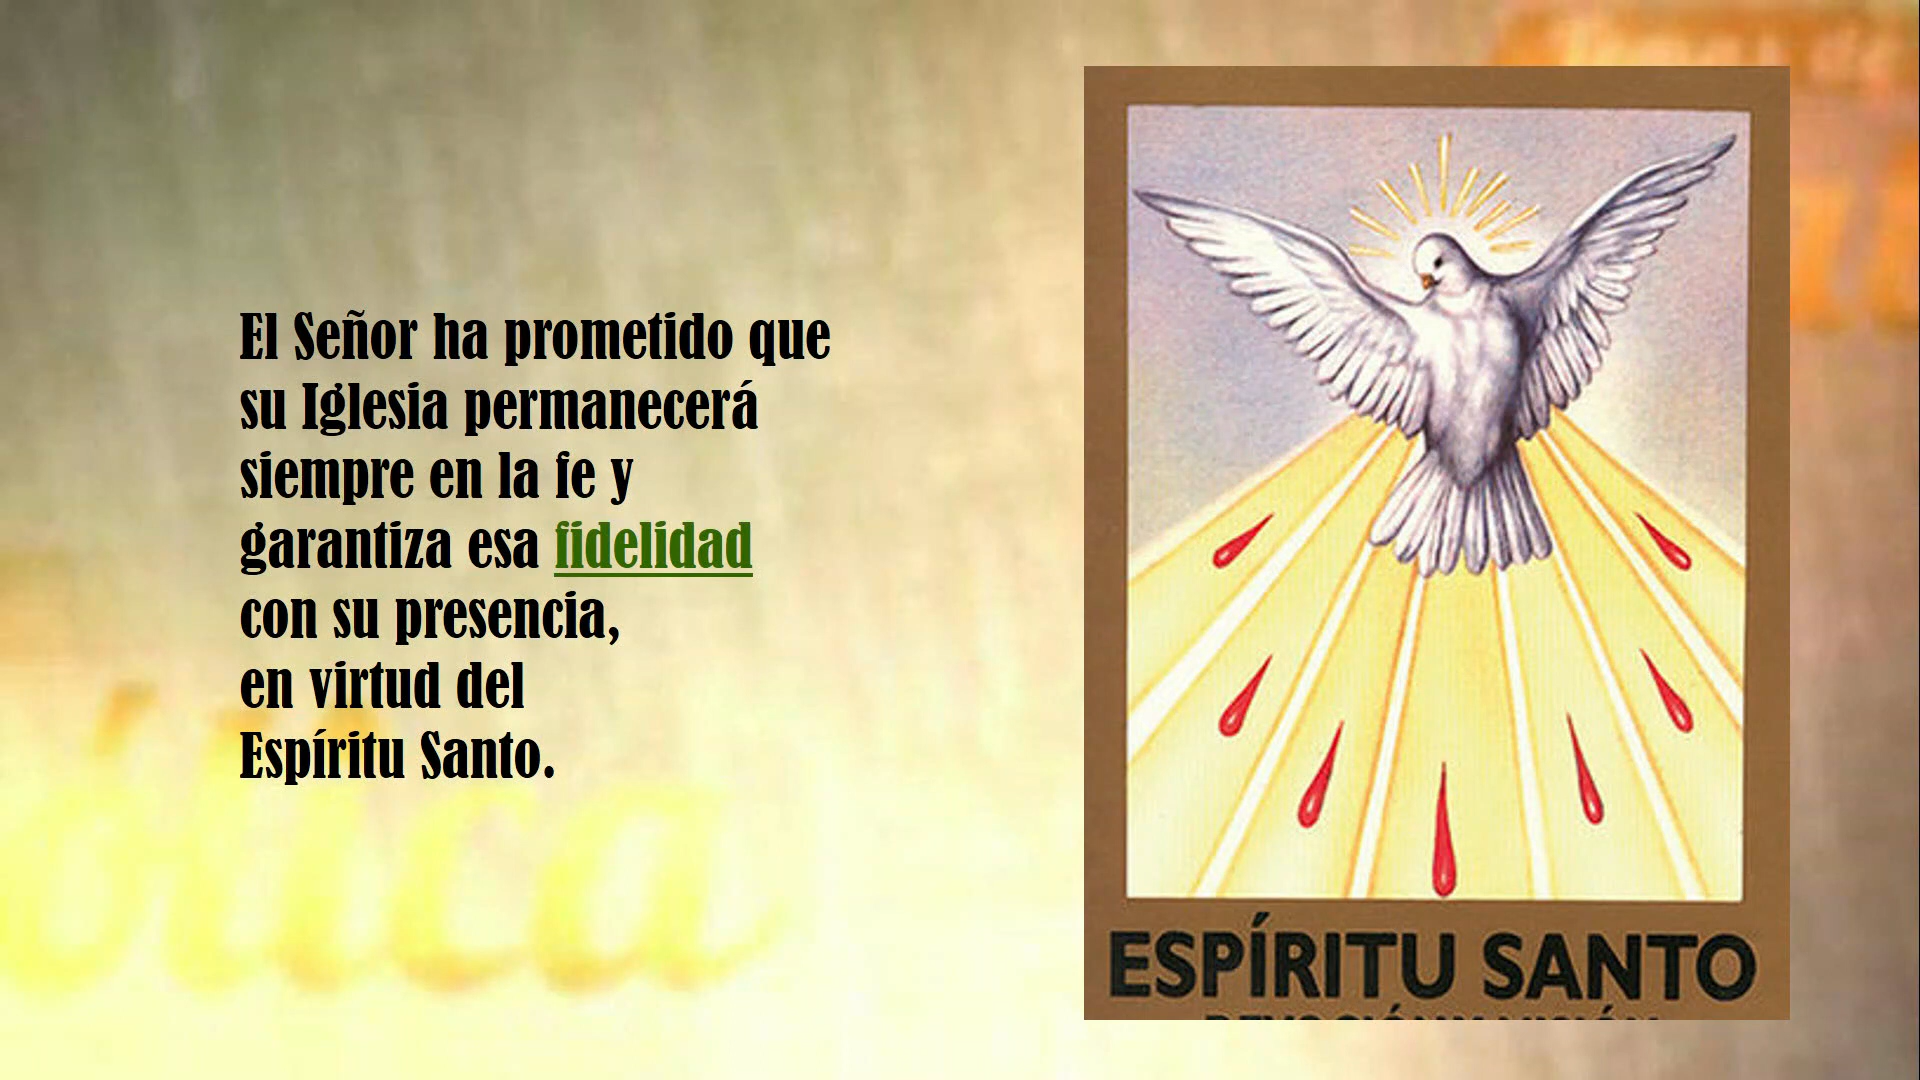 El Señor ha prometido que
su Iglesia permanecerá
siempre en la fe y
garantiza esa fidelidad
con su presencia,
en virtud del
Espíritu Santo.
ESPÍRITU SANTO